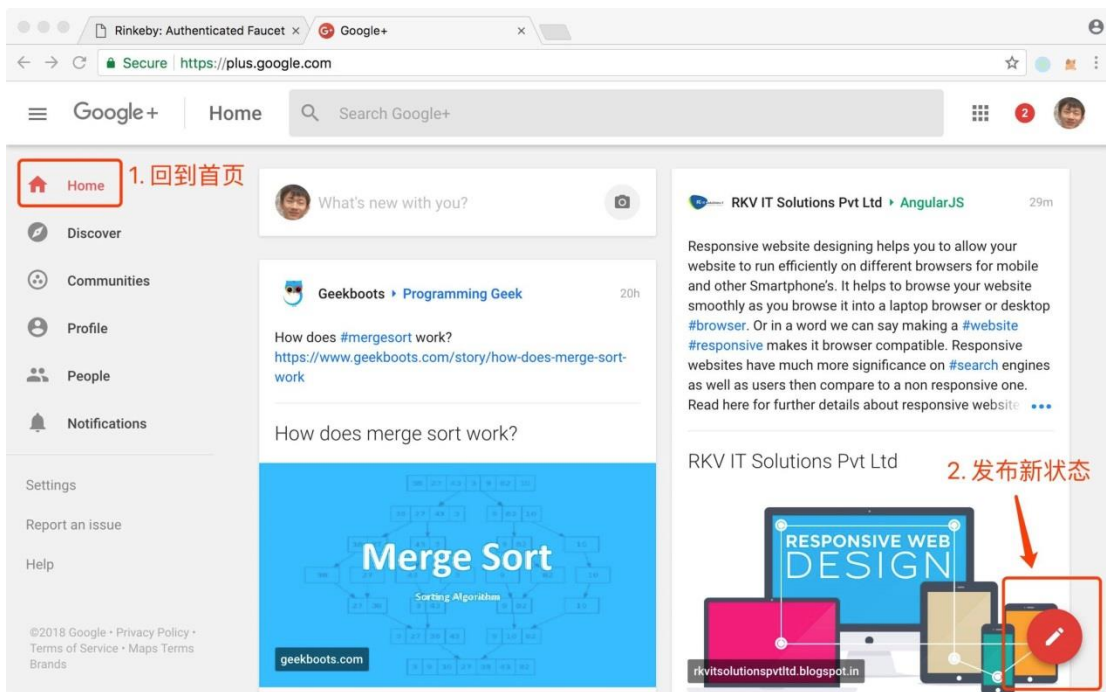 Rinkeby: Authenticated Faucet
Google+
Secure https://plus.google.com
Google+
Home
Search Google+
2
Home
1. 回到首页
Discover
Communities
Profile
People
Notifications
Settings
Report an issue
Help
©2018 Google • Privacy Policy •
Terms of Service • Maps Terms
Brands
What's new with you?
Geekboots ▸ Programming Geek
20h
How does #mergesort work?
https://www.geekboots.com/story/how-does-merge-sort-
work
How does merge sort work?
Merge Sort
Sorting Algorithm
geekboots.com
RKV IT Solutions Pvt Ltd ▸ AngularJS
29m
Responsive website designing helps you to allow your
website to run efficiently on different browsers for mobile
and other Smartphone's. It helps to browse your website
smoothly as you browse it into a laptop browser or desktop
#browser. Or in a word we can say making a #website
#responsive makes it browser compatible. Responsive
websites have much more significance on #search engines
as well as users then compare to a non responsive one.
Read here for further details about responsive website
RKV IT Solutions Pvt Ltd
2. 发布新状态
RESPONSIVE WEB
DESIGN
rkvitsolutionspvtltd.blogspot.in